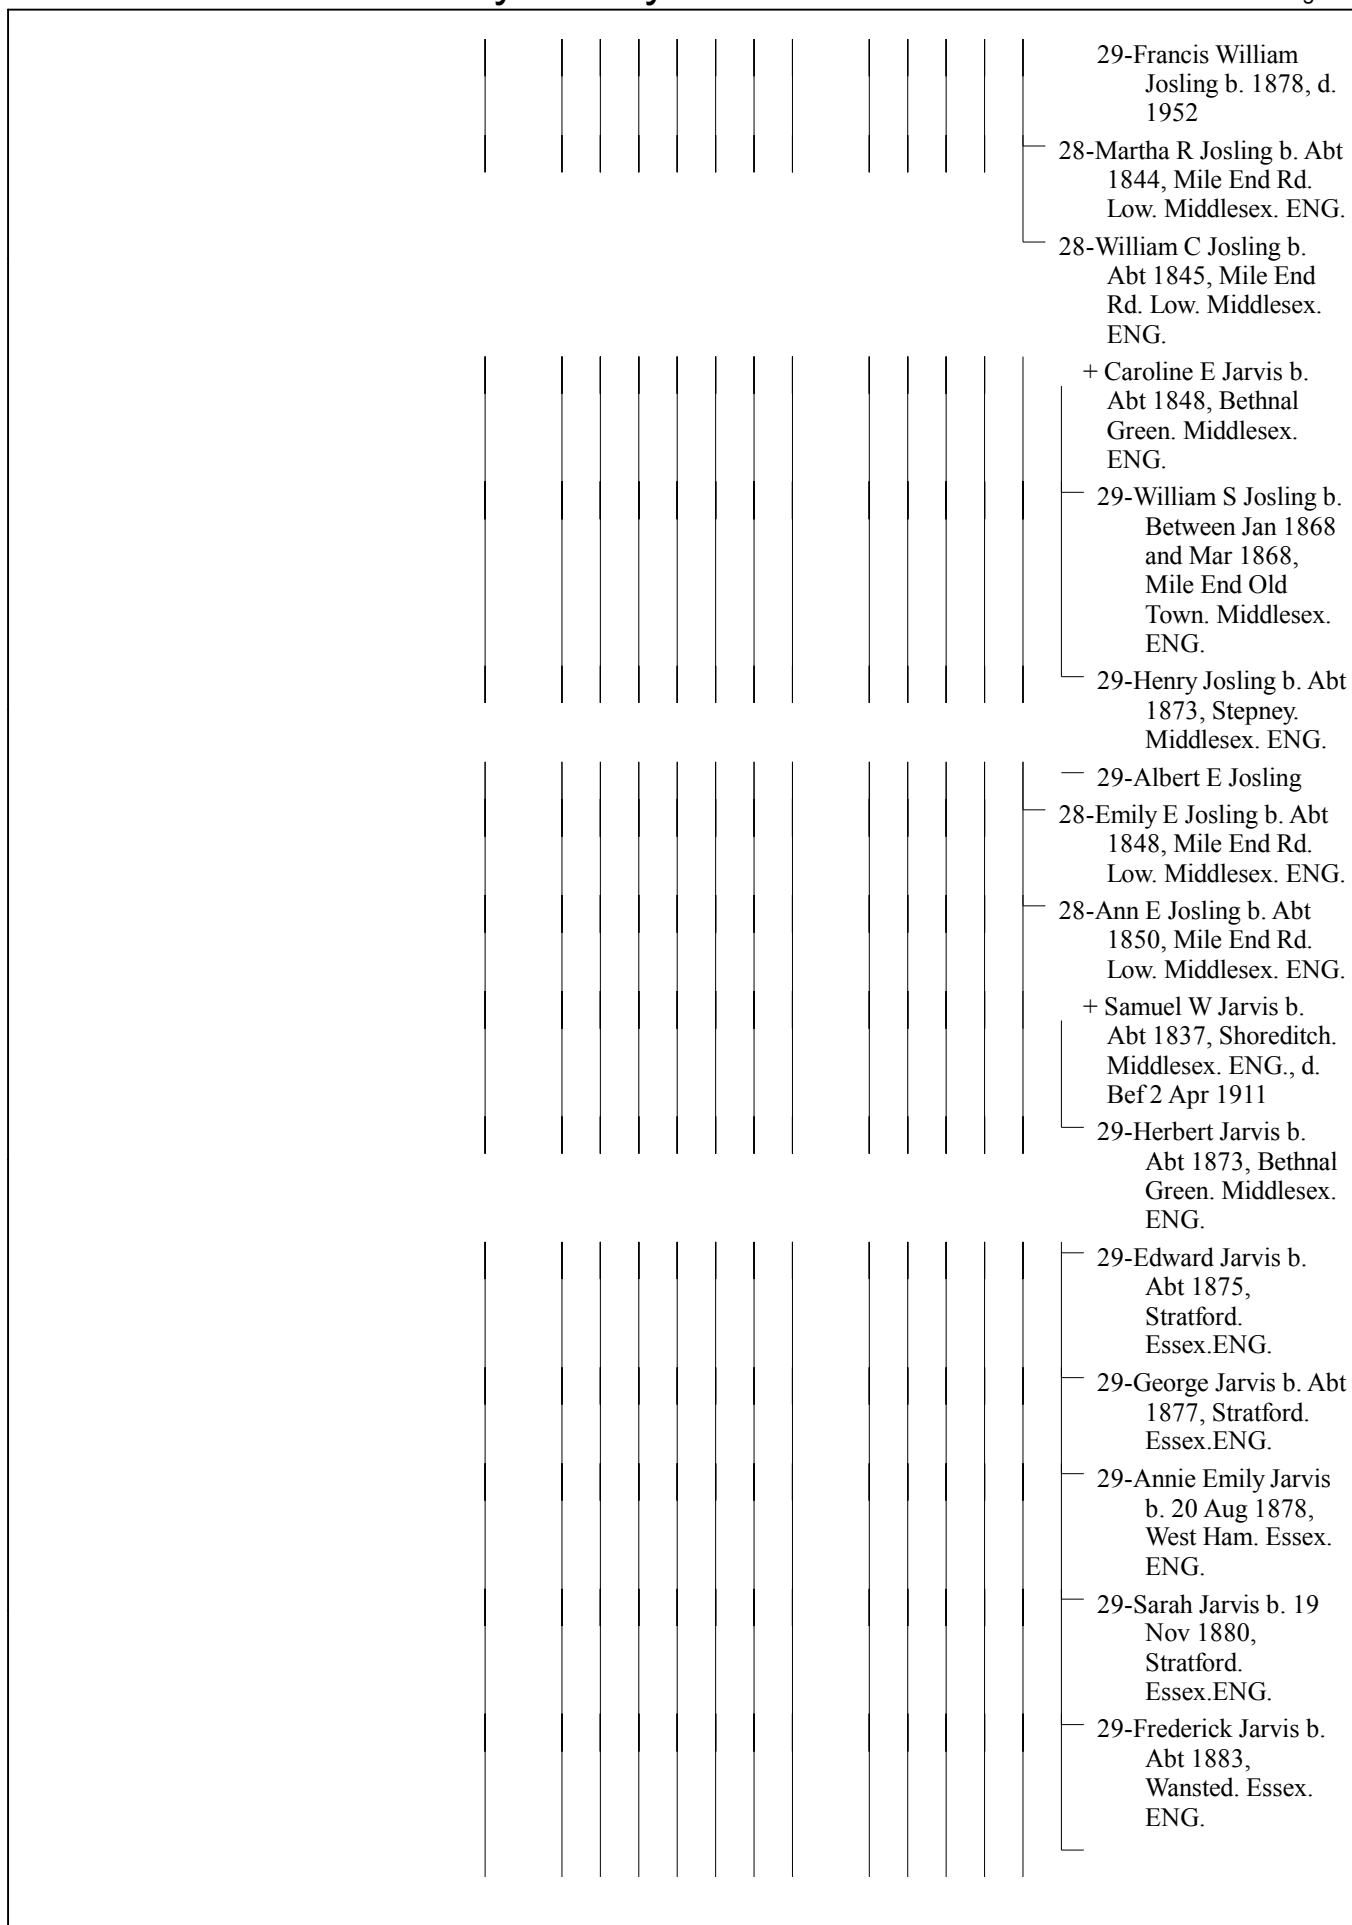 29-Francis William
Josling b. 1878, d.
1952
28-Martha R Josling b. Abt
1844, Mile End Rd.
Low. Middlesex. ENG.
28-William C Josling b.
Abt 1845, Mile End
Rd. Low. Middlesex.
ENG.
+ Caroline E Jarvis b.
Abt 1848, Bethnal
Green. Middlesex.
ENG.
29-William S Josling b.
Between Jan 1868
and Mar 1868,
Mile End Old
Town. Middlesex.
ENG.
29-Henry Josling b. Abt
1873, Stepney.
Middlesex. ENG.
29-Albert E Josling
28-Emily E Josling b. Abt
1848, Mile End Rd.
Low. Middlesex. ENG.
28-Ann E Josling b. Abt
1850, Mile End Rd.
Low. Middlesex. ENG.
+ Samuel W Jarvis b.
Abt 1837, Shoreditch.
Middlesex. ENG., d.
Bef 2 Apr 1911
29-Herbert Jarvis b.
Abt 1873, Bethnal
Green. Middlesex.
ENG.
29-Edward Jarvis b.
Abt 1875,
Stratford.
Essex.ENG.
29-George Jarvis b. Abt
1877, Stratford.
Essex.ENG.
29-Annie Emily Jarvis
b. 20 Aug 1878,
West Ham. Essex.
ENG.
29-Sarah Jarvis b. 19
Nov 1880,
Stratford.
Essex.ENG.
29-Frederick Jarvis b.
Abt 1883,
Wansted. Essex.
ENG.